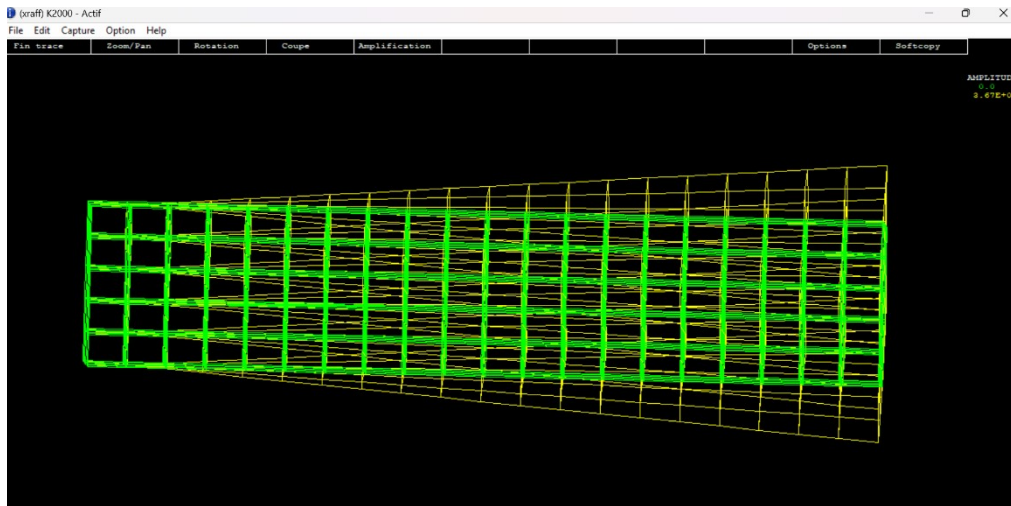 (xraff) K2000 - Actif
File Edit Capture Option Help
Fin trace Zoom/Pan Rotation Coupe Amplification Options Softcopy
AMPLITUD
0.0
3.67E+0